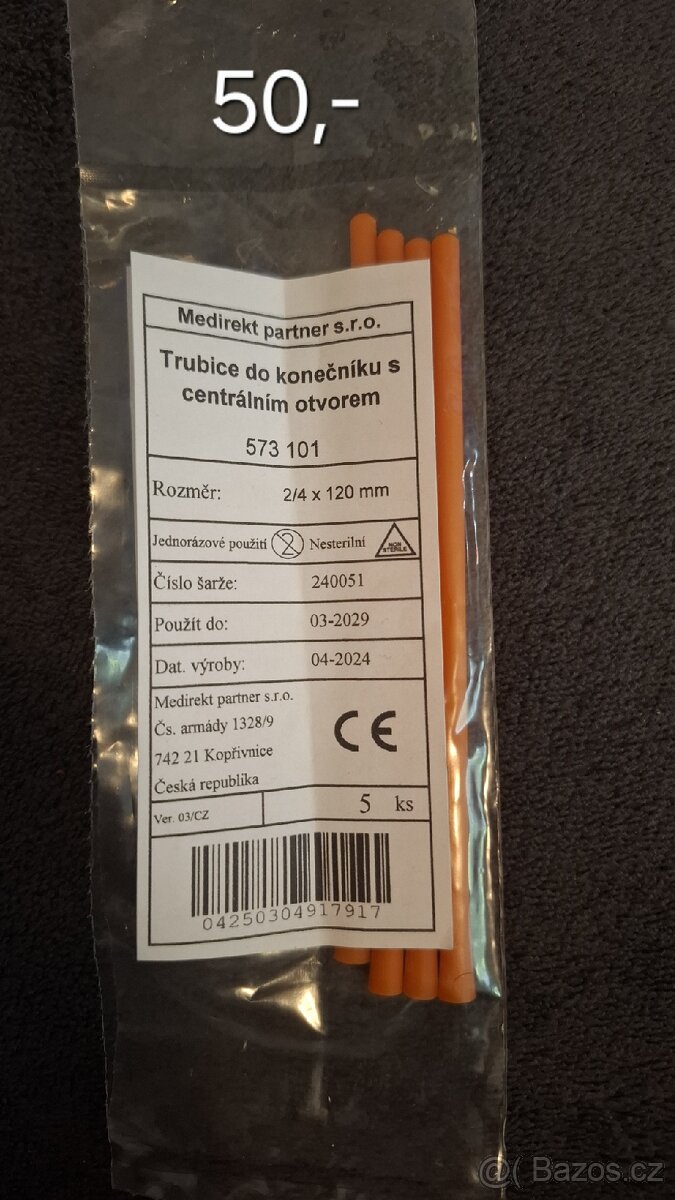 50,-
Medirekt partner s.r.o.
Trubice do konečníku s
centrálním otvorem
573 101
Rozměr: 2/4 x 120 mm
Jednorázové použití 2 Nesterilní NON STERILE
Číslo šarže: 240051
Použít do: 03-2029
Dat. výroby: 04-2024
Medirekt partner s.r.o.
Čs. armády 1328/9
742 21 Kopřivnice
Česká republika
CE
Ver. 03/CZ 5 ks
04250304917917
@( Bazos.cz